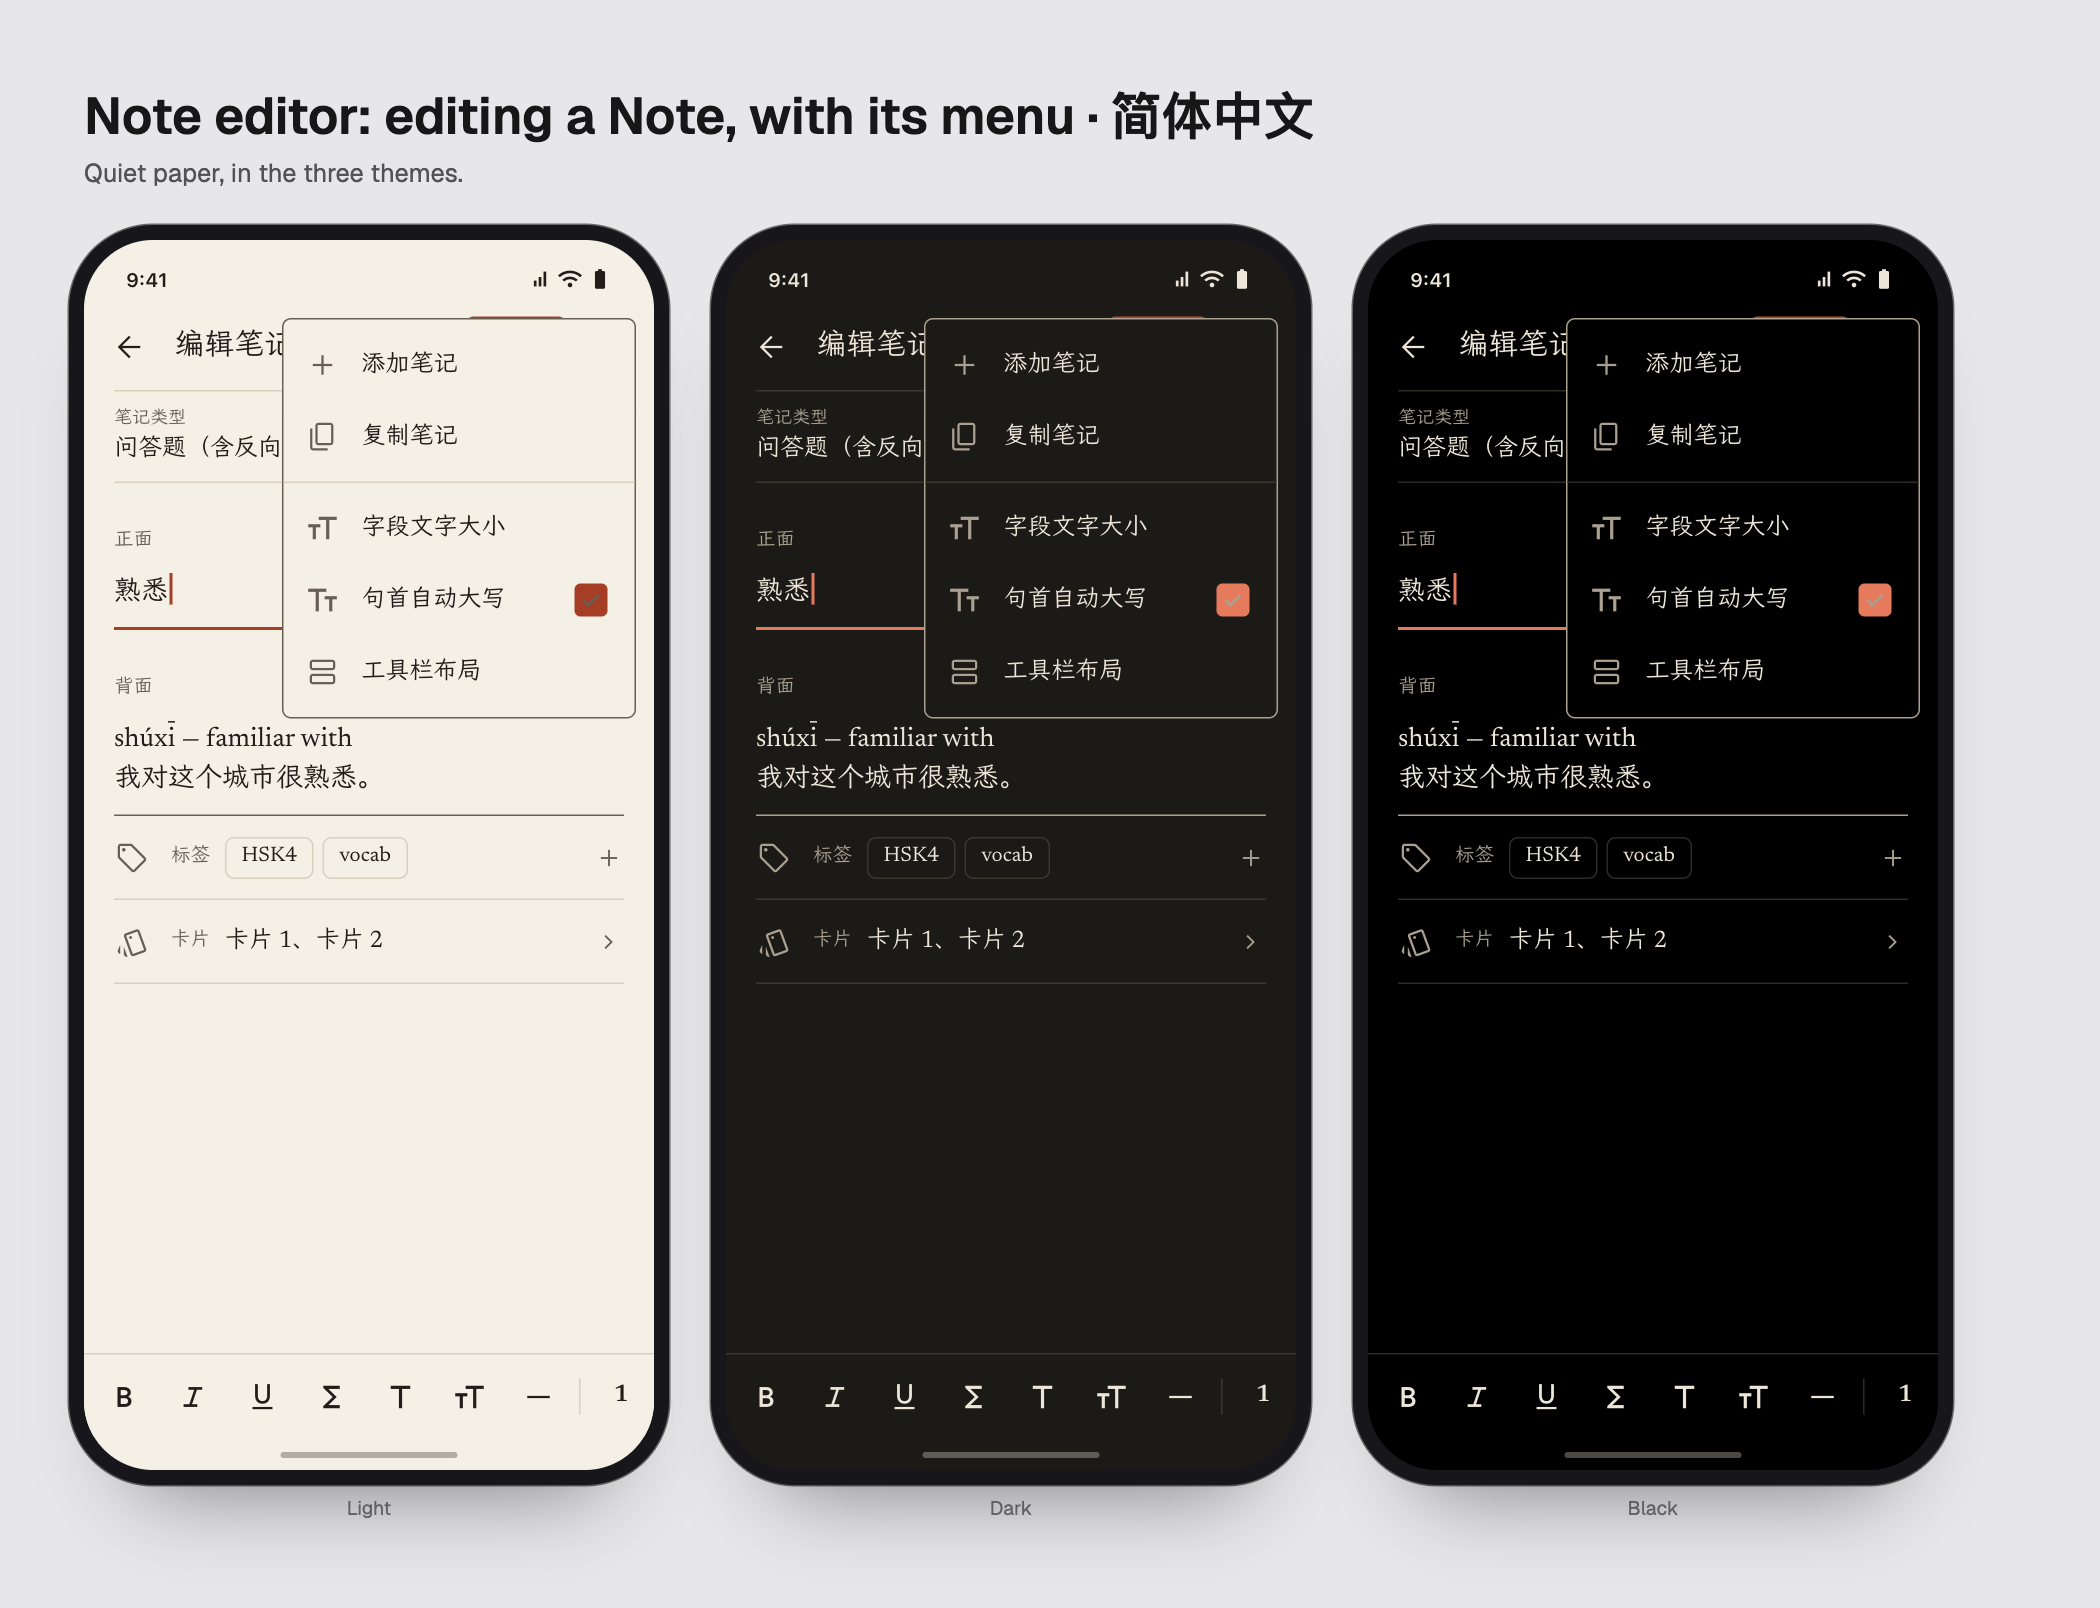 Note editor: editing a Note, with its menu · 简体中文
Quiet paper, in the three themes.
9:41
编辑笔记
添加笔记
复制笔记
笔记类型
问答题（含反向
字段文字大小
正面
句首自动大写
熟悉
工具栏布局
背面
shúxī – familiar with
我对这个城市很熟悉。
标签 HSK4 vocab
卡片 卡片 1、卡片 2
B I U Σ T TT 1
Light
9:41
编辑笔记
添加笔记
复制笔记
笔记类型
问答题（含反向
字段文字大小
正面
句首自动大写
熟悉
工具栏布局
背面
shúxī – familiar with
我对这个城市很熟悉。
标签 HSK4 vocab
卡片 卡片 1、卡片 2
B I U Σ T TT 1
Dark
9:41
编辑笔记
添加笔记
复制笔记
笔记类型
问答题（含反向
字段文字大小
正面
句首自动大写
熟悉
工具栏布局
背面
shúxī – familiar with
我对这个城市很熟悉。
标签 HSK4 vocab
卡片 卡片 1、卡片 2
B I U Σ T TT 1
Black